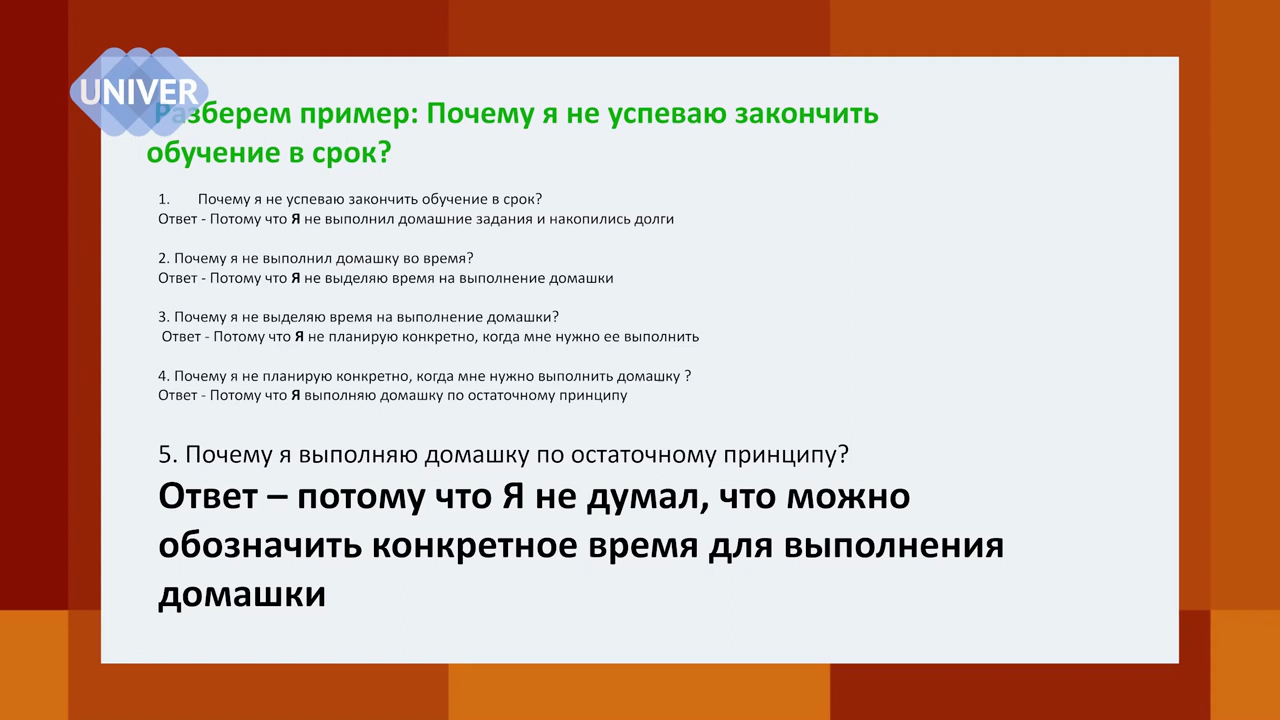 UNIVER
Разберем пример: Почему я не успеваю закончить
обучение в срок?
1. Почему я не успеваю закончить обучение в срок?
Ответ - Потому что Я не выполнил домашние задания и накопились долги
2. Почему я не выполнил домашку во время?
Ответ - Потому что Я не выделяю время на выполнение домашки
3. Почему я не выделяю время на выполнение домашки?
Ответ - Потому что Я не планирую конкретно, когда мне нужно ее выполнить
4. Почему я не планирую конкретно, когда мне нужно выполнить домашку ?
Ответ - Потому что Я выполняю домашку по остаточному принципу
5. Почему я выполняю домашку по остаточному принципу?
Ответ – потому что Я не думал, что можно
обозначить конкретное время для выполнения
домашки